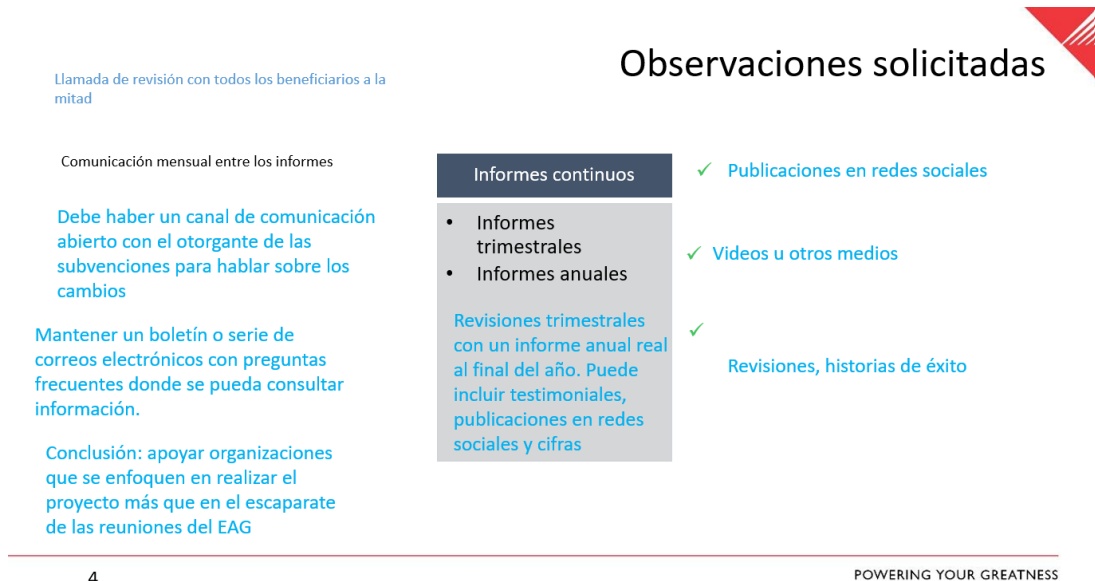 Observaciones solicitadas
Llamada de revisión con todos los beneficiarios a la
mitad
Comunicación mensual entre los informes
Debe haber un canal de comunicación
abierto con el otorgante de las
subvenciones para hablar sobre los
cambios
Mantener un boletín o serie de
correos electrónicos con preguntas
frecuentes donde se pueda consultar
información.
Conclusión: apoyar organizaciones
que se enfoquen en realizar el
proyecto más que en el escaparate
de las reuniones del EAG
Informes continuos
• Informes
trimestrales
• Informes anuales
Revisiones trimestrales
con un informe anual real
al final del año. Puede
incluir testimoniales,
publicaciones en redes
sociales y cifras
✓ Publicaciones en redes sociales
✓ Videos u otros medios
✓
Revisiones, historias de éxito
4
POWERING YOUR GREATNESS